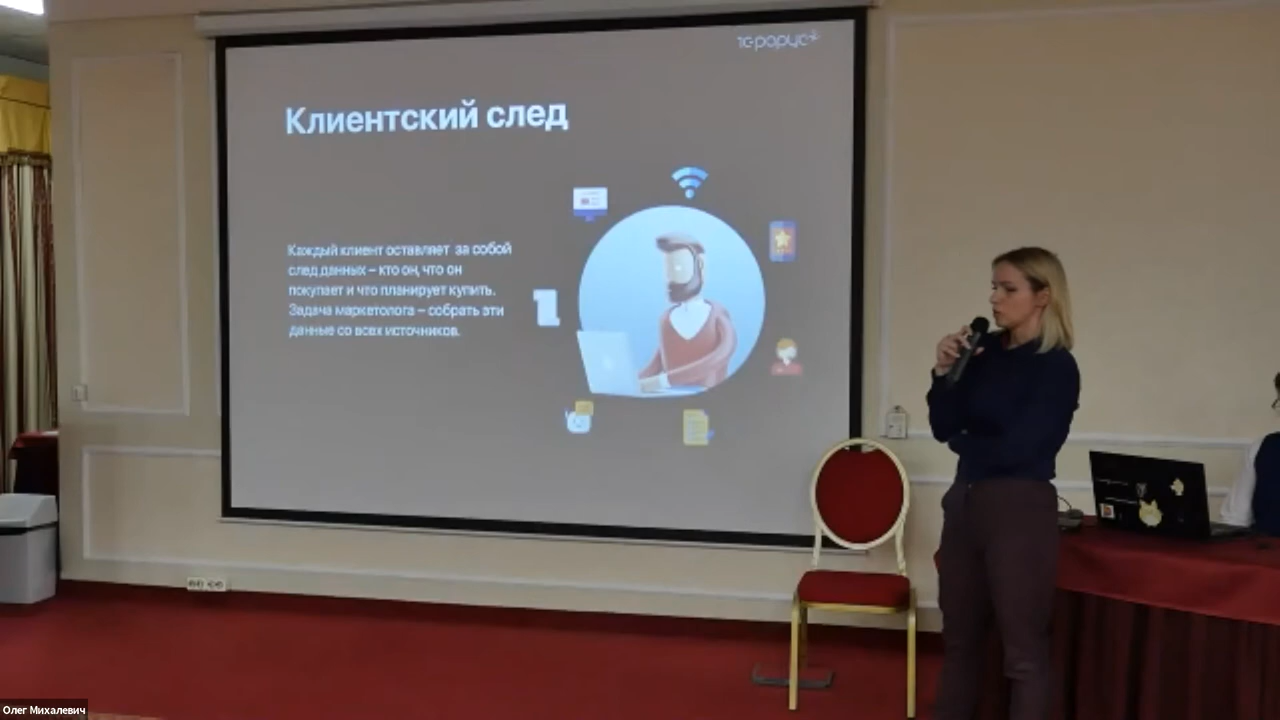 1С·рарус
Клиентский след
Каждый клиент оставляет за собой
след данных – кто он, что он
покупает и что планирует купить.
Задача маркетолога – собрать эти
данные со всех источников.
Олег Михалевич